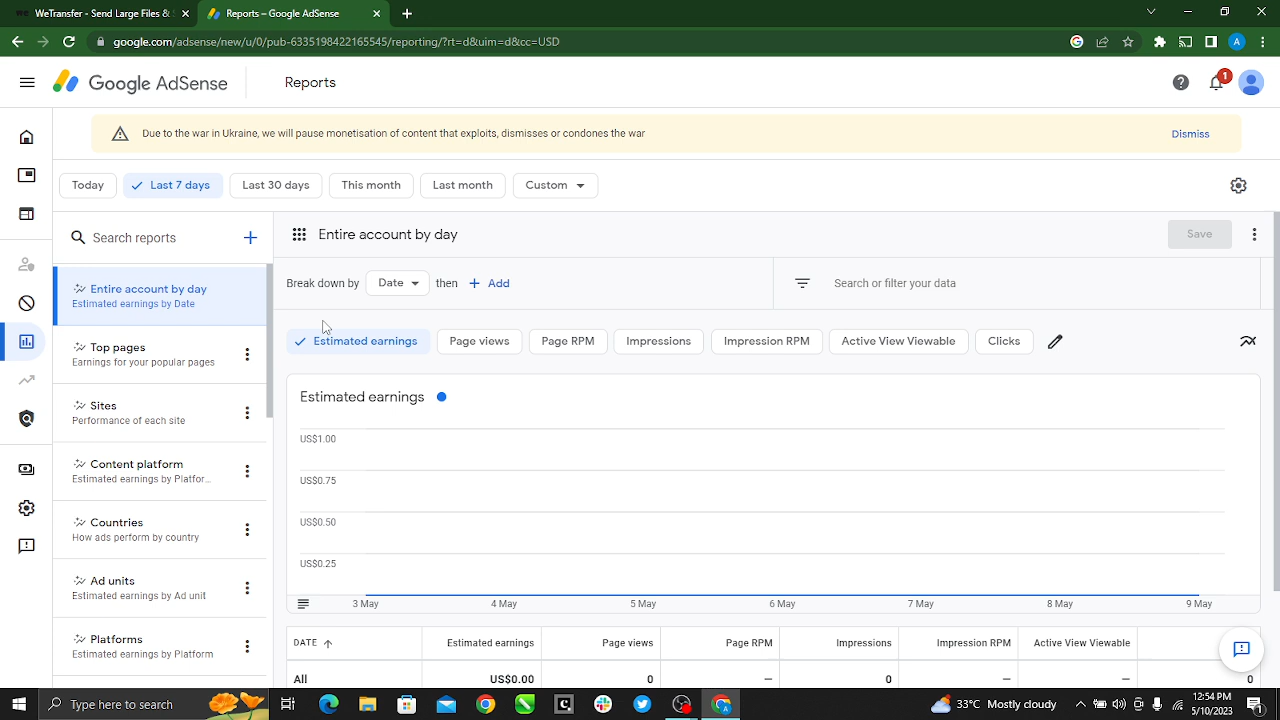 we WeTransfer - Send Large Files &
Reports – Google AdSense
google.com/adsense/new/u/0/pub-6335198422165545/reporting/?rt=d&uim=d&cc=USD
A
Google AdSense
Reports
1
Due to the war in Ukraine, we will pause monetisation of content that exploits, dismisses or condones the war
Dismiss
Today
Last 7 days
Last 30 days
This month
Last month
Custom
Search reports
Entire account by day
Save
Entire account by day
Estimated earnings by Date
Break down by
Date
then
Add
Search or filter your data
Top pages
Earnings for your popular pages
Estimated earnings
Page views
Page RPM
Impressions
Impression RPM
Active View Viewable
Clicks
Sites
Performance of each site
Content platform
Estimated earnings by Platfor...
Countries
How ads perform by country
Ad units
Estimated earnings by Ad unit
Platforms
Estimated earnings by Platform
Estimated earnings
US$1.00
US$0.75
US$0.50
US$0.25
3 May 4 May 5 May 6 May 7 May 8 May 9 May
DATE Estimated earnings Page views Page RPM Impressions Impression RPM Active View Viewable
All US$0.00 0 — 0 — — 0
Type here to search
33°C Mostly cloudy
12:54 PM
5/10/2023